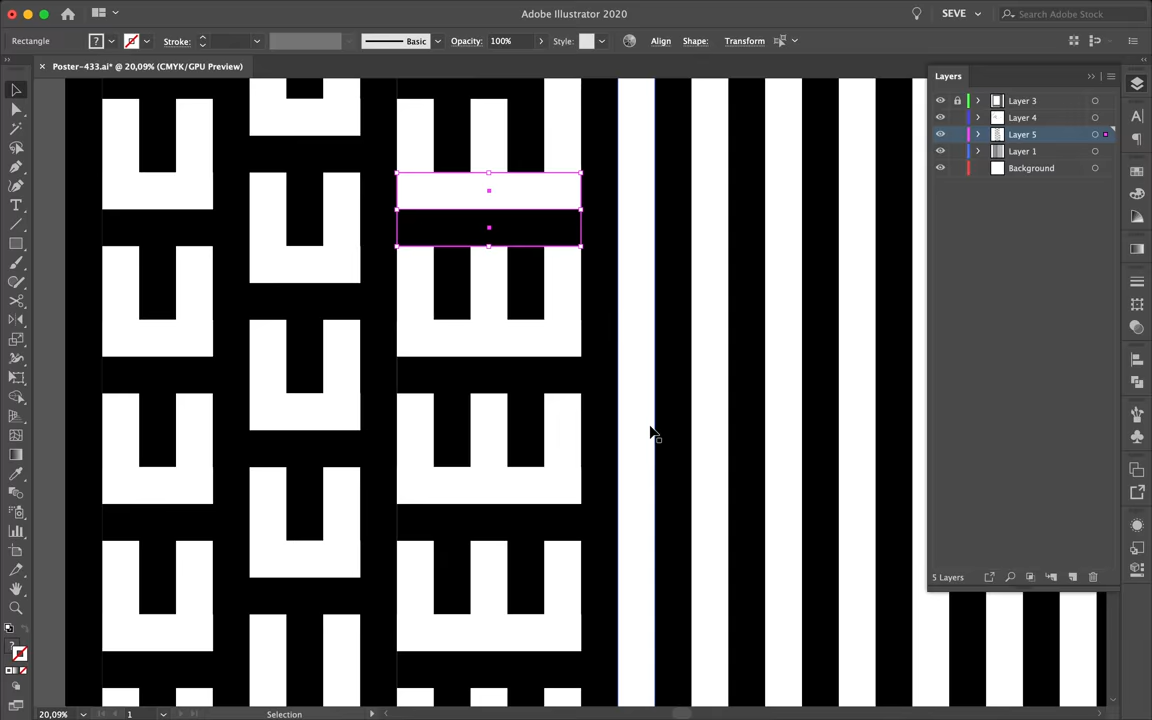 Adobe Illustrator 2020
SEVE
Search Adobe Stock
Rectangle
?
Stroke:
Basic
Opacity: 100%
Style:
Align
Shape:
Transform
× Poster-433.ai* @ 20,09% (CMYK/GPU Preview)
Layers
Layer 3
Layer 4
Layer 5
Layer 1
Background
5 Layers
?
20,09%
1
Selection